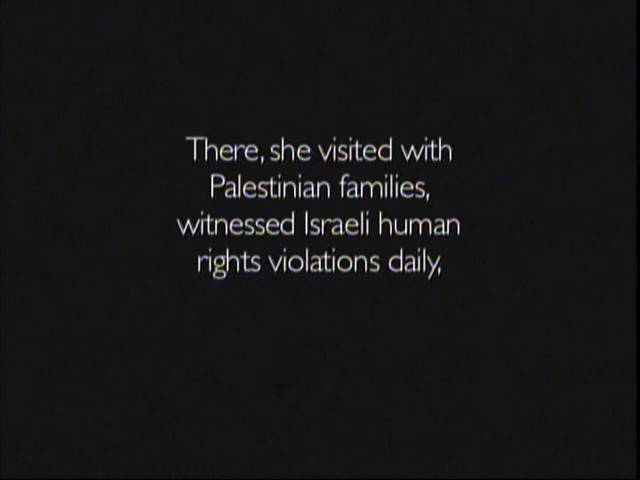 There, she visited with
Palestinian families,
witnessed Israeli human
rights violations daily,